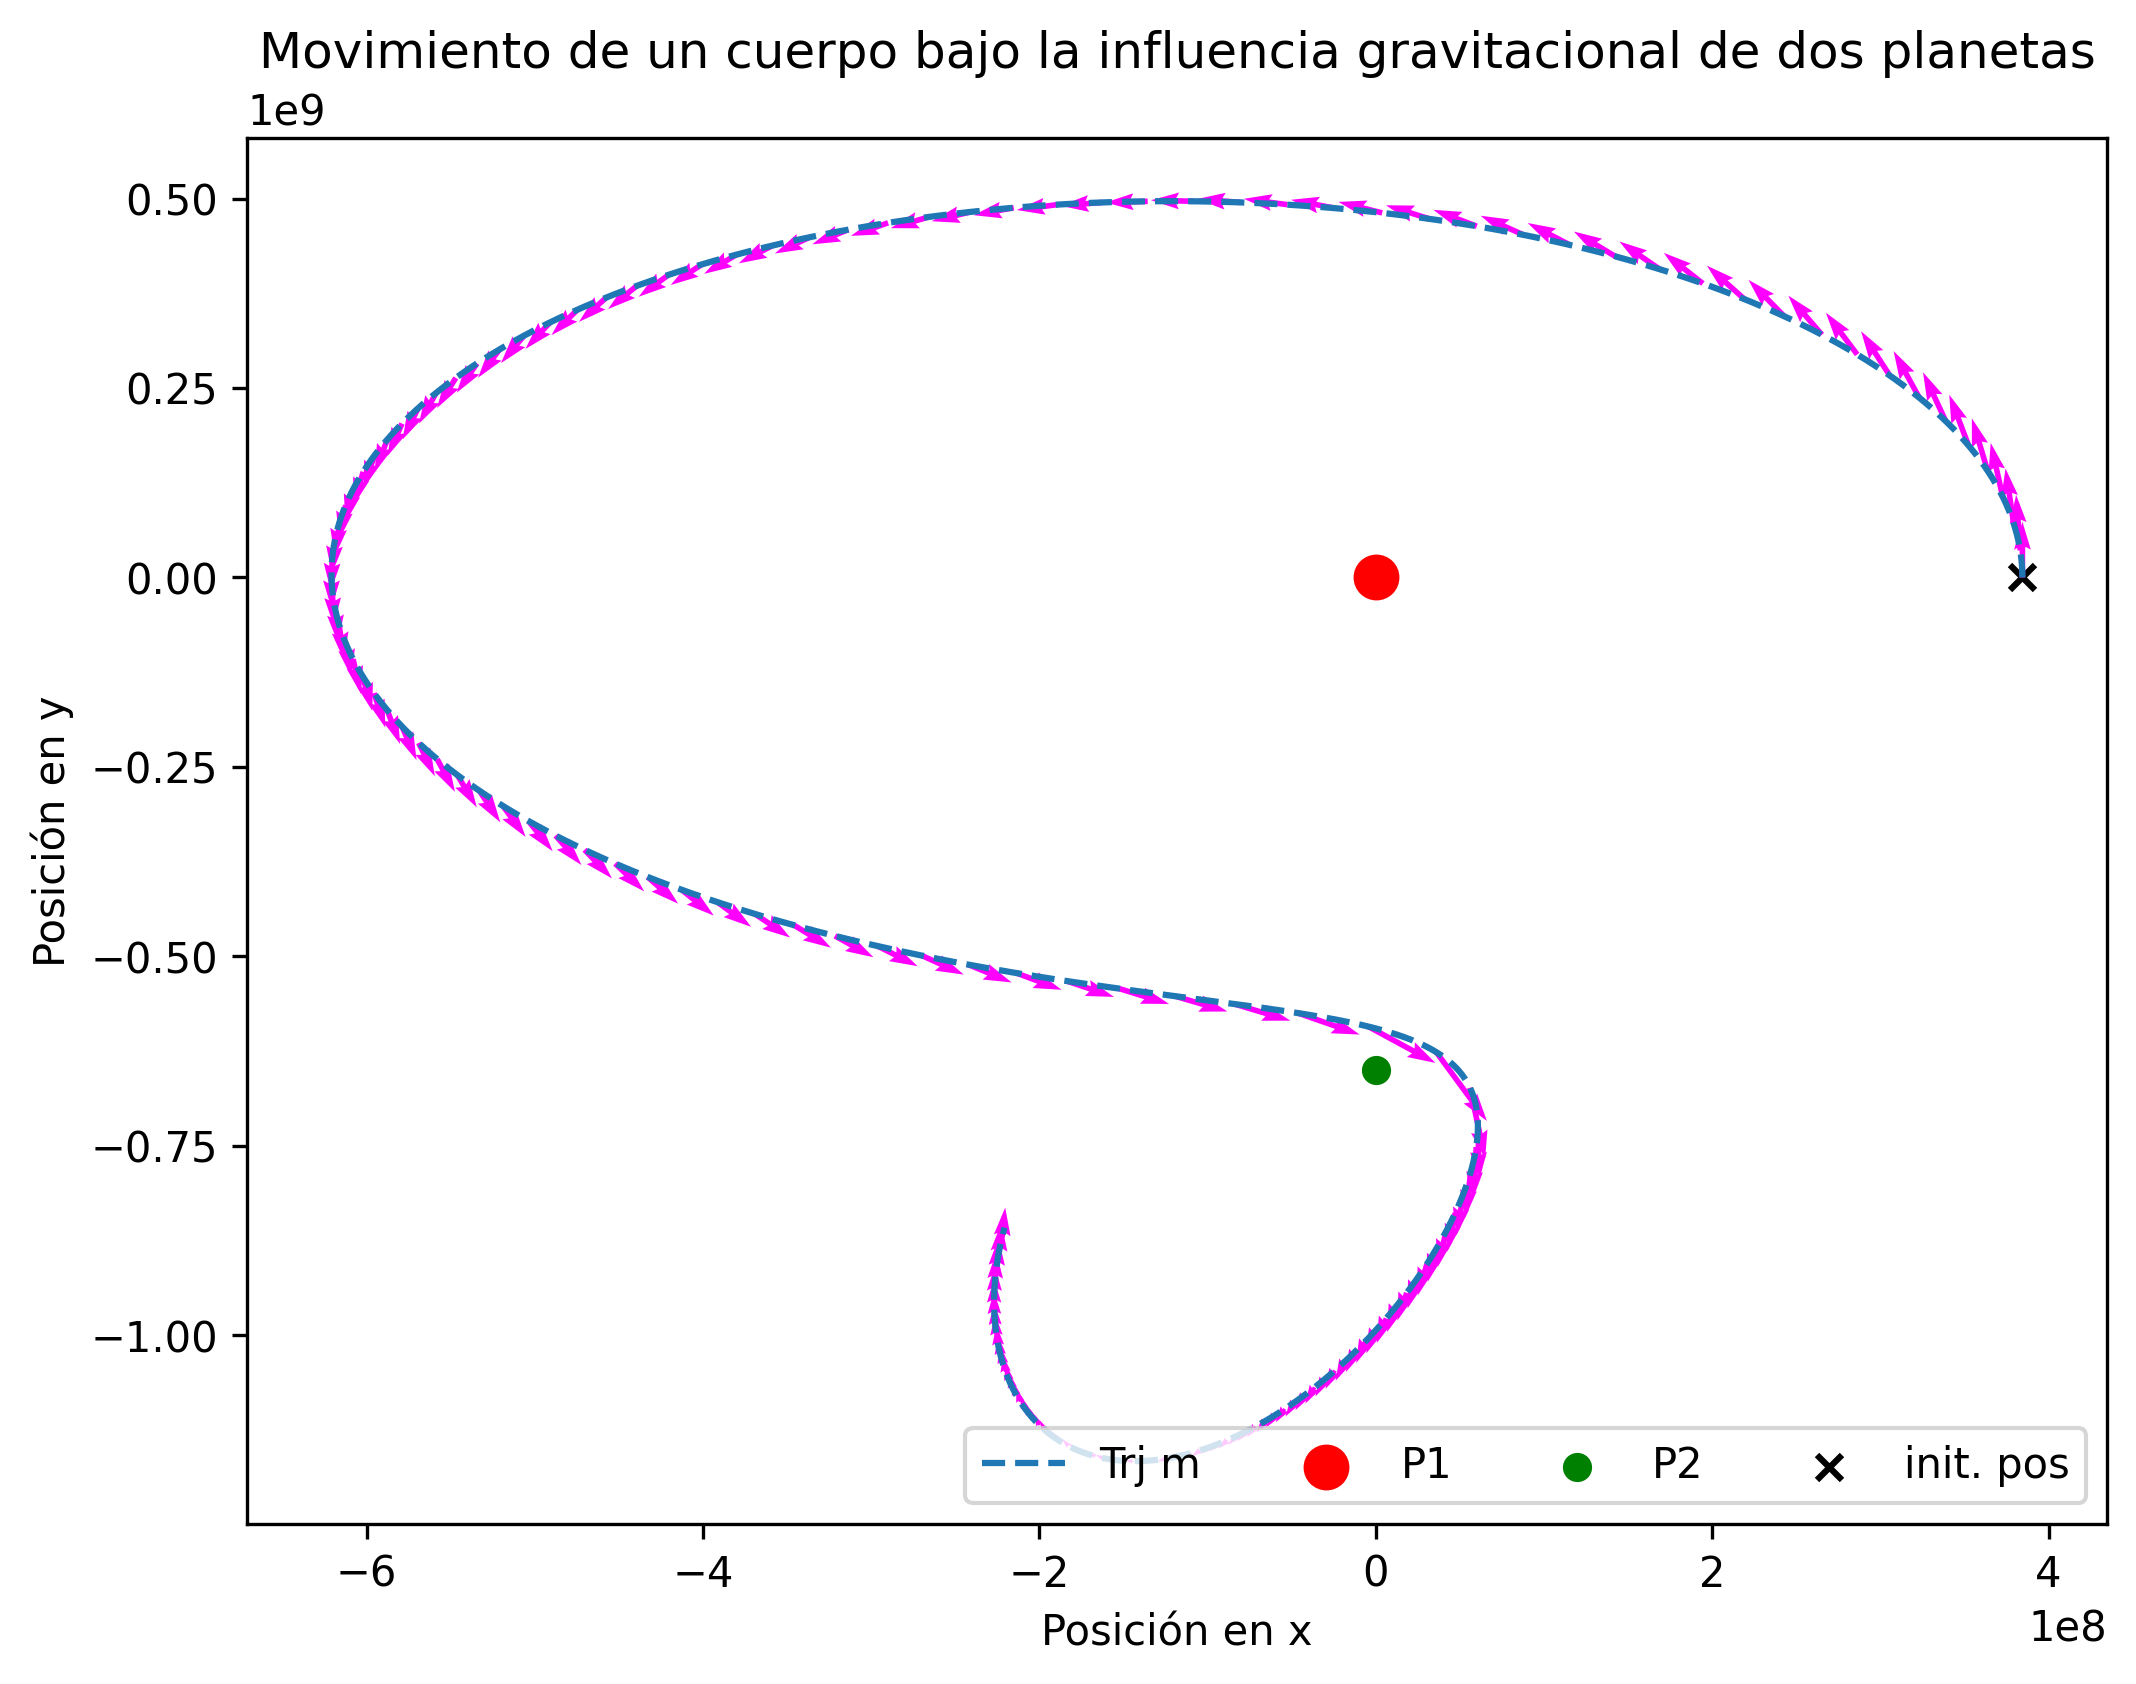 Movimiento de un cuerpo bajo la influencia gravitacional de dos planetas
1e9
0.50
0.25
0.00
−0.25
−0.50
−0.75
−1.00
Posición en y
Trj m P1 P2 init. pos
−6 −4 −2 0 2 4
1e8
Posición en x